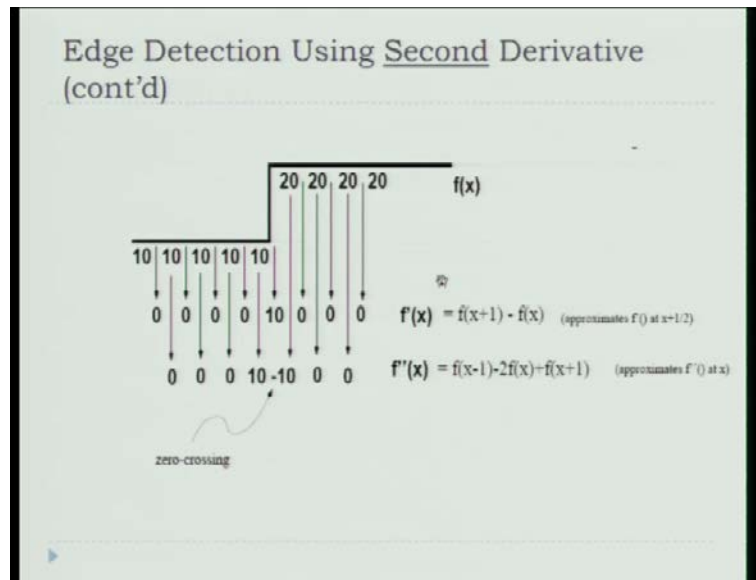 Edge Detection Using Second Derivative
(cont'd)
20 20 20 20 f(x)
10 10 10 10 10
0 0 0 0 10 0 0 0 f'(x) = f(x+1) - f(x) (approximates f'() at x+1/2)
0 0 0 10 -10 0 0 f''(x) = f(x-1)-2f(x)+f(x+1) (approximates f''() at x)
zero-crossing